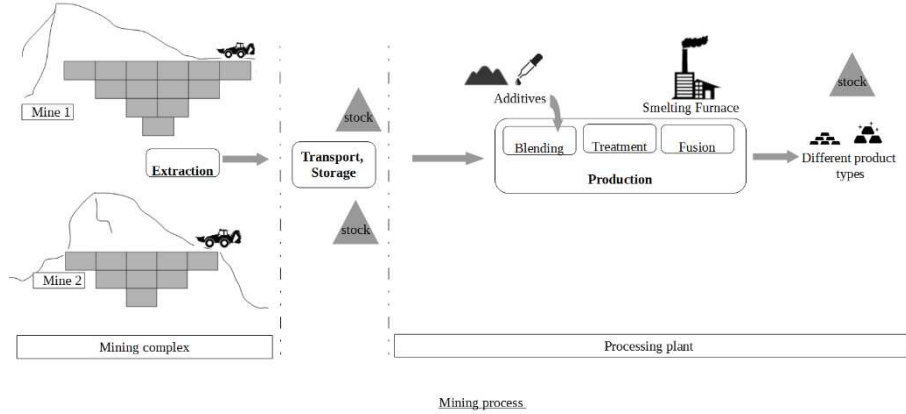 Mine 1
Extraction
Mine 2
Mining complex
stock
Transport,
Storage
stock
Additives
Smelting Furnace
Blending
Treatment
Fusion
Production
stock
Different product
types
Processing plant
Mining process